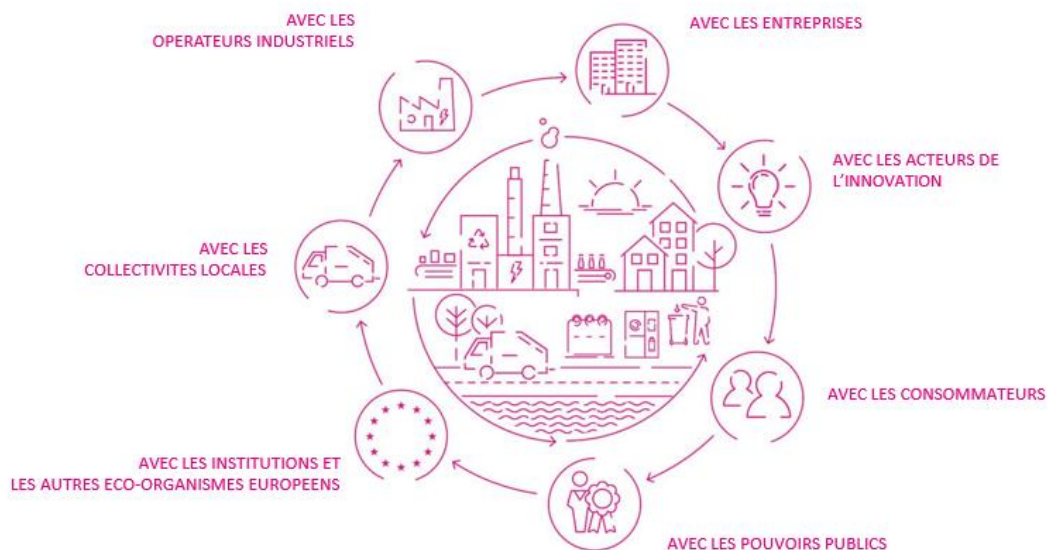 AVEC LES
OPERATEURS INDUSTRIELS
AVEC LES ENTREPRISES
AVEC LES ACTEURS DE
L'INNOVATION
AVEC LES
COLLECTIVITES LOCALES
AVEC LES CONSOMMATEURS
AVEC LES INSTITUTIONS ET
LES AUTRES ECO-ORGANISMES EUROPEENS
AVEC LES POUVOIRS PUBLICS